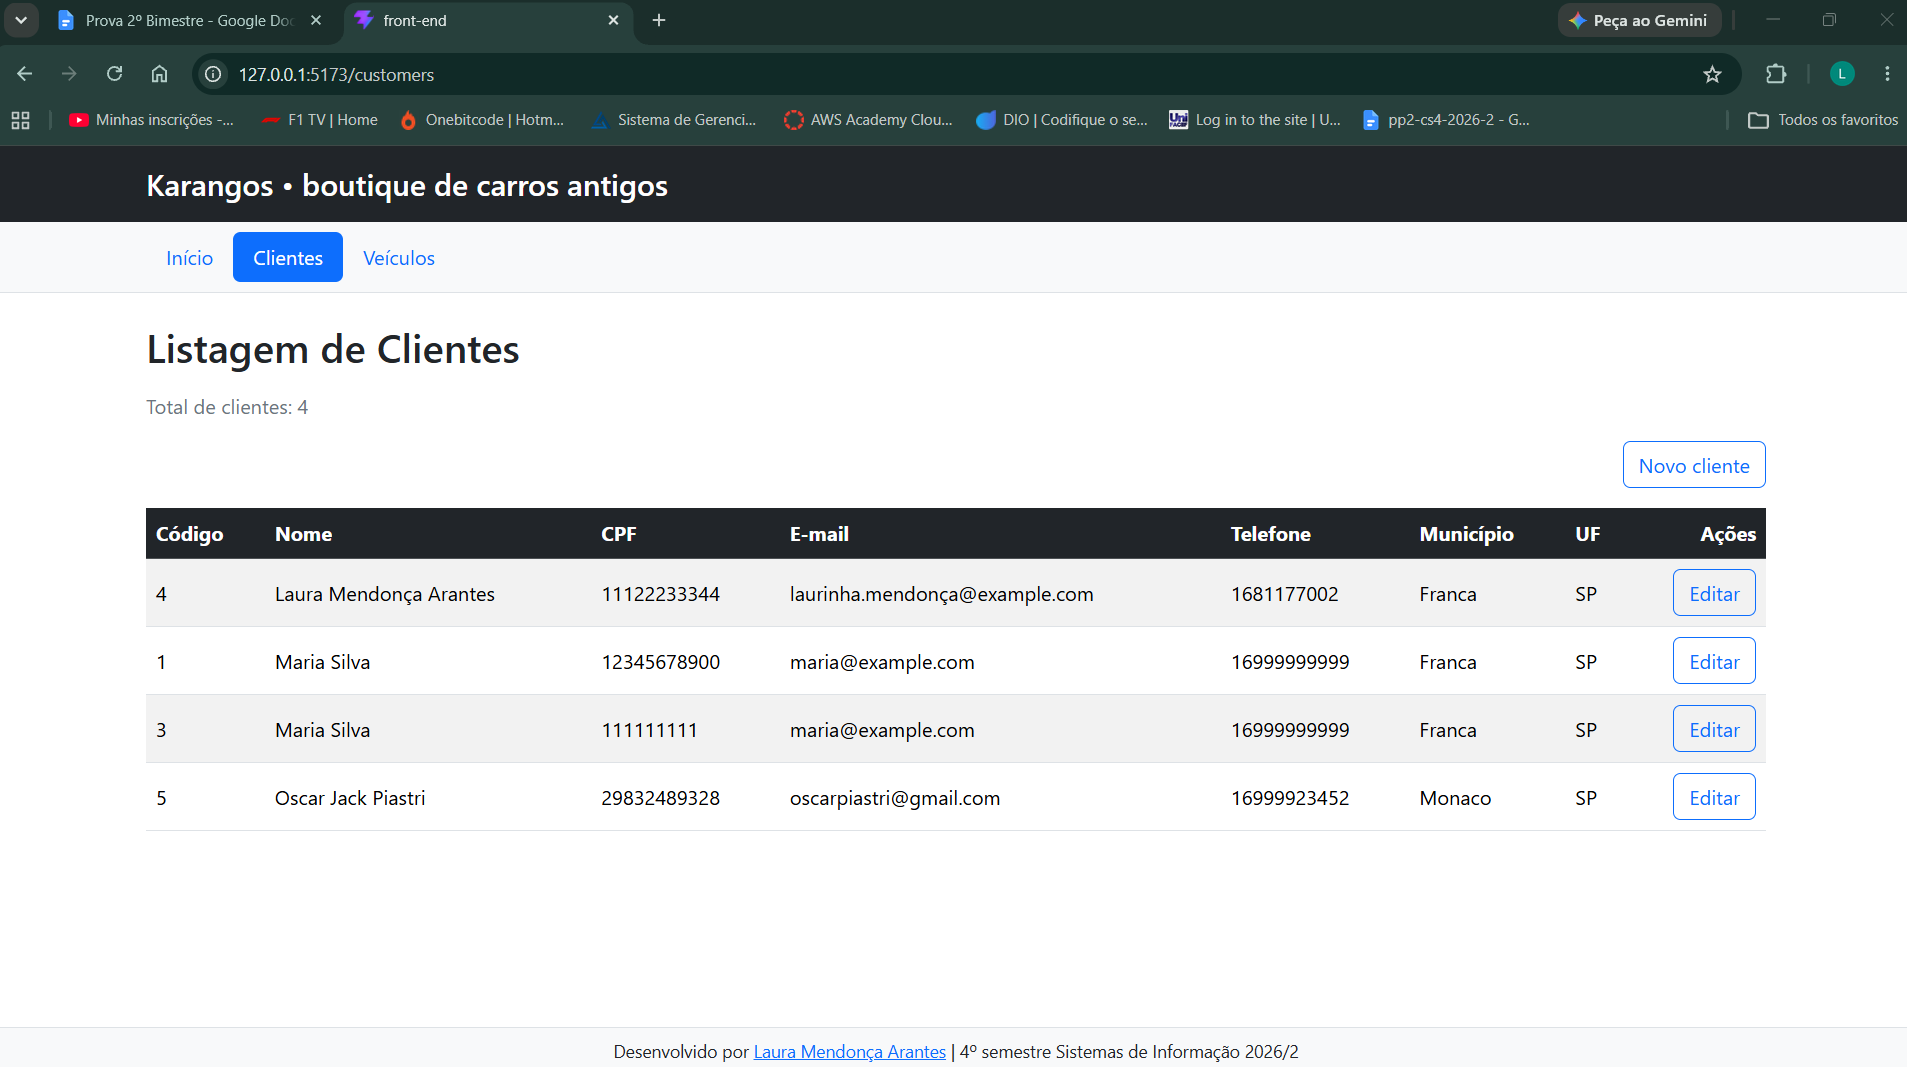 Prova 2º Bimestre - Google Doc
front-end
Peça ao Gemini
127.0.0.1:5173/customers
L
Minhas inscrições -...
F1 TV | Home
Onebitcode | Hotm...
Sistema de Gerenci...
AWS Academy Clou...
DIO | Codifique o se...
Log in to the site | U...
pp2-cs4-2026-2 - G...
Todos os favoritos
Karangos • boutique de carros antigos
Início Clientes Veículos
Listagem de Clientes
Total de clientes: 4
Novo cliente
Código Nome CPF E-mail Telefone Município UF Ações
4 Laura Mendonça Arantes 11122233344 laurinha.mendonça@example.com 1681177002 Franca SP Editar
1 Maria Silva 12345678900 maria@example.com 16999999999 Franca SP Editar
3 Maria Silva 111111111 maria@example.com 16999999999 Franca SP Editar
5 Oscar Jack Piastri 29832489328 oscarpiastri@gmail.com 16999923452 Monaco SP Editar
Desenvolvido por Laura Mendonça Arantes | 4º semestre Sistemas de Informação 2026/2